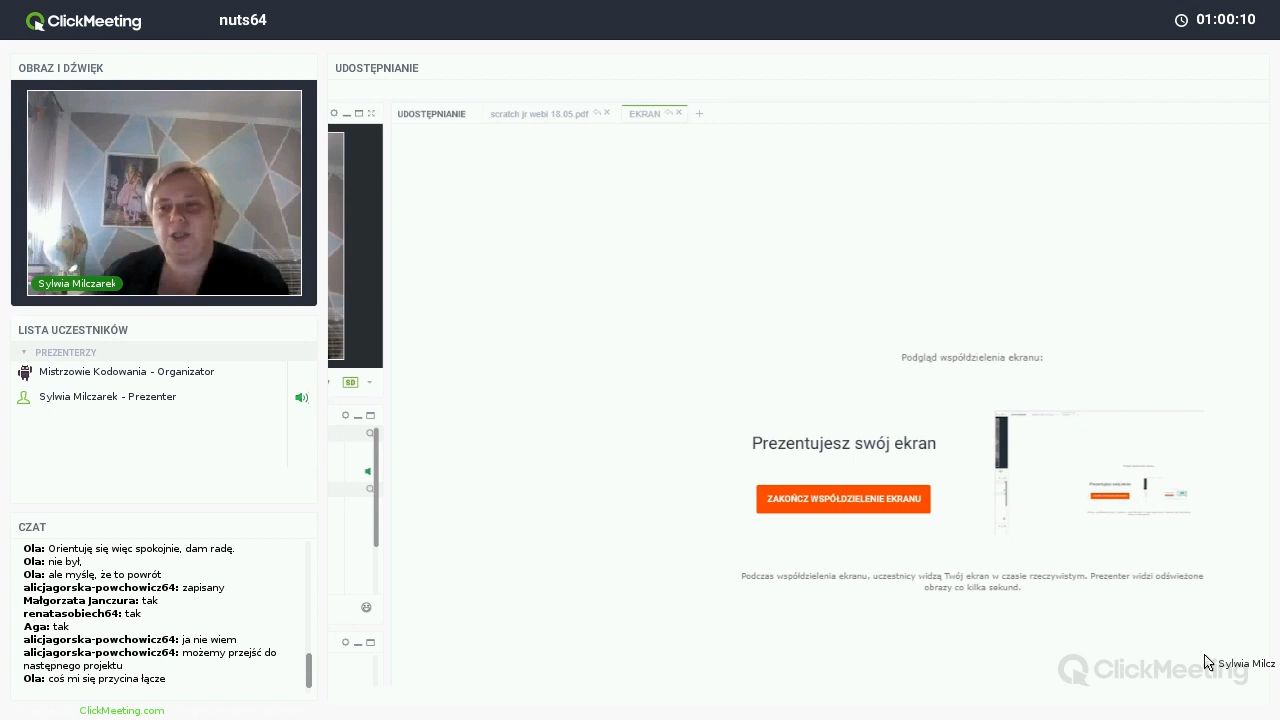 ClickMeeting
nuts64
01:00:10
OBRAZ I DŹWIĘK
UDOSTĘPNIANIE
UDOSTĘPNIANIE
scratch jr webi 18.05.pdf
EKRAN
+
Sylwia Milczarek
LISTA UCZESTNIKÓW
PREZENTERZY
Mistrzowie Kodowania - Organizator
Sylwia Milczarek - Prezenter
SD
Podgląd współdzielenia ekranu:
Prezentujesz swój ekran
ZAKOŃCZ WSPÓŁDZIELENIE EKRANU
Podczas współdzielenia ekranu, uczestnicy widzą Twój ekran w czasie rzeczywistym. Prezenter widzi odświeżone
obrazy co kilka sekund.
CZAT
Ola: Orientuję się więc spokojnie, dam radę.
Ola: nie był,
Ola: ale myślę, że to powrót
alicjagorska-powchowicz64: zapisany
Małgorzata Janczura: tak
renatasobiech64: tak
Aga: tak
alicjagorska-powchowicz64: ja nie wiem
alicjagorska-powchowicz64: możemy przejść do
następnego projektu
Ola: coś mi się przycina łącze
ClickMeeting
Sylwia Milcz
ClickMeeting.com